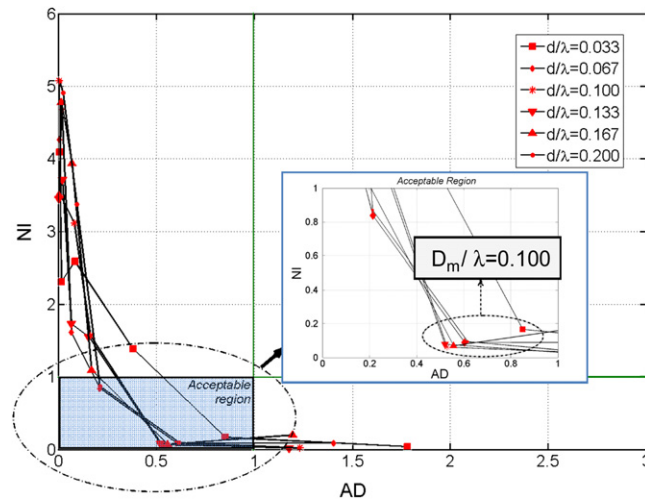 6
5
4
3
2
1
0
NI
0
0.5
1
1.5
2
2.5
3
AD
d/λ=0.033
d/λ=0.067
d/λ=0.100
d/λ=0.133
d/λ=0.167
d/λ=0.200
Acceptable
region
Acceptable Region
1
0.8
0.6
0.4
0.2
0
NI
0
0.2
0.4
0.6
0.8
1
AD
Dm/ λ=0.100